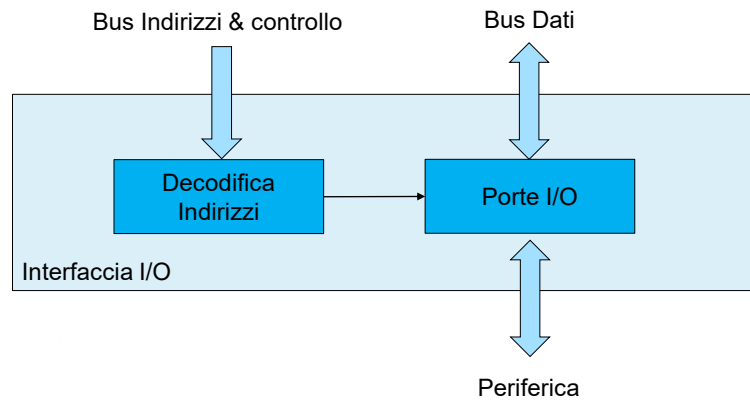 Bus Indirizzi & controllo
Bus Dati
Decodifica
Indirizzi
Porte I/O
Interfaccia I/O
Periferica